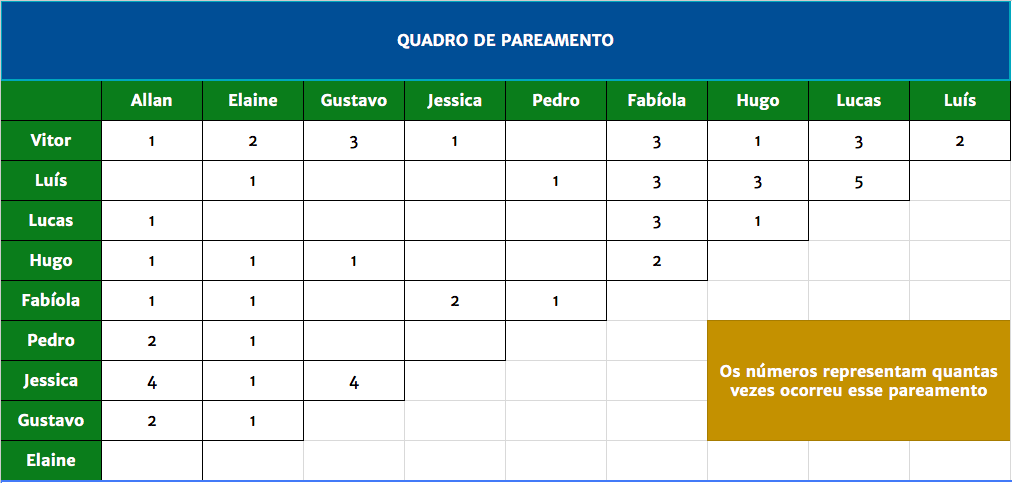 QUADRO DE PAREAMENTO
Allan Elaine Gustavo Jessica Pedro Fabíola Hugo Lucas Luís
Vitor 1 2 3 1 3 1 3 2
Luís 1 1 3 3 5
Lucas 1 3 1
Hugo 1 1 1 2
Fabíola 1 1 2 1
Pedro 2 1
Jessica 4 1 4
Gustavo 2 1
Elaine
Os números representam quantas
vezes ocorreu esse pareamento